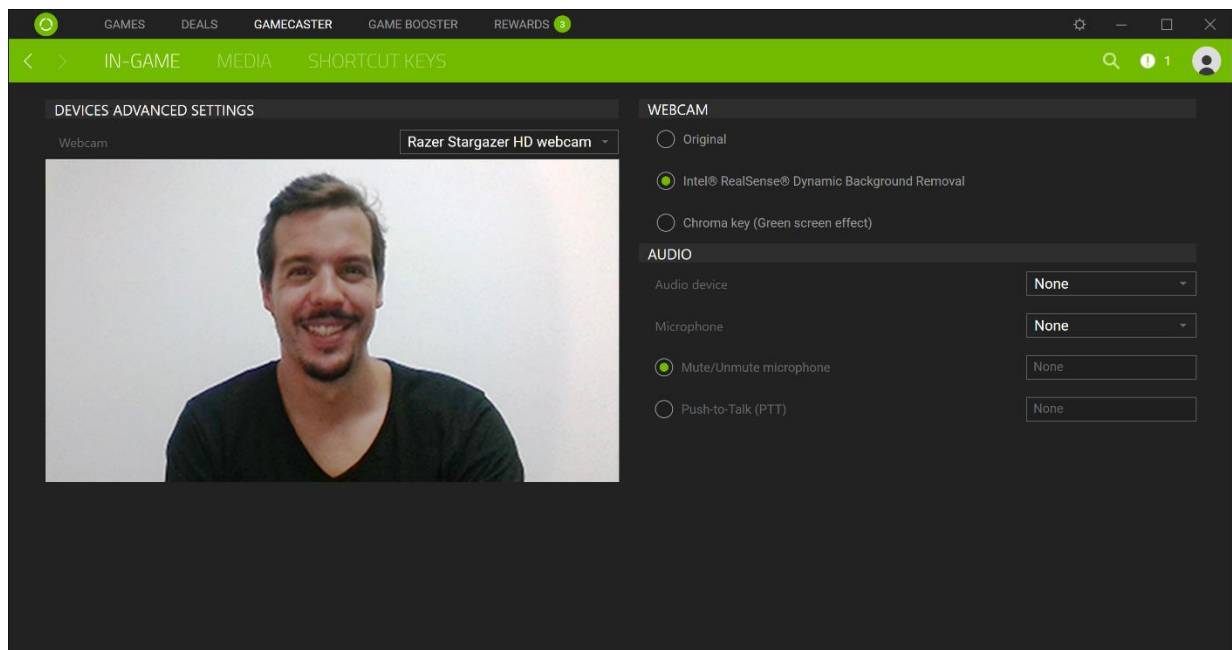 GAMES DEALS GAMECASTER GAME BOOSTER REWARDS 3
IN-GAME MEDIA SHORTCUT KEYS 1
DEVICES ADVANCED SETTINGS
Webcam Razer Stargazer HD webcam
WEBCAM
Original
Intel® RealSense® Dynamic Background Removal
Chroma key (Green screen effect)
AUDIO
Audio device None
Microphone None
Mute/Unmute microphone None
Push-to-Talk (PTT) None